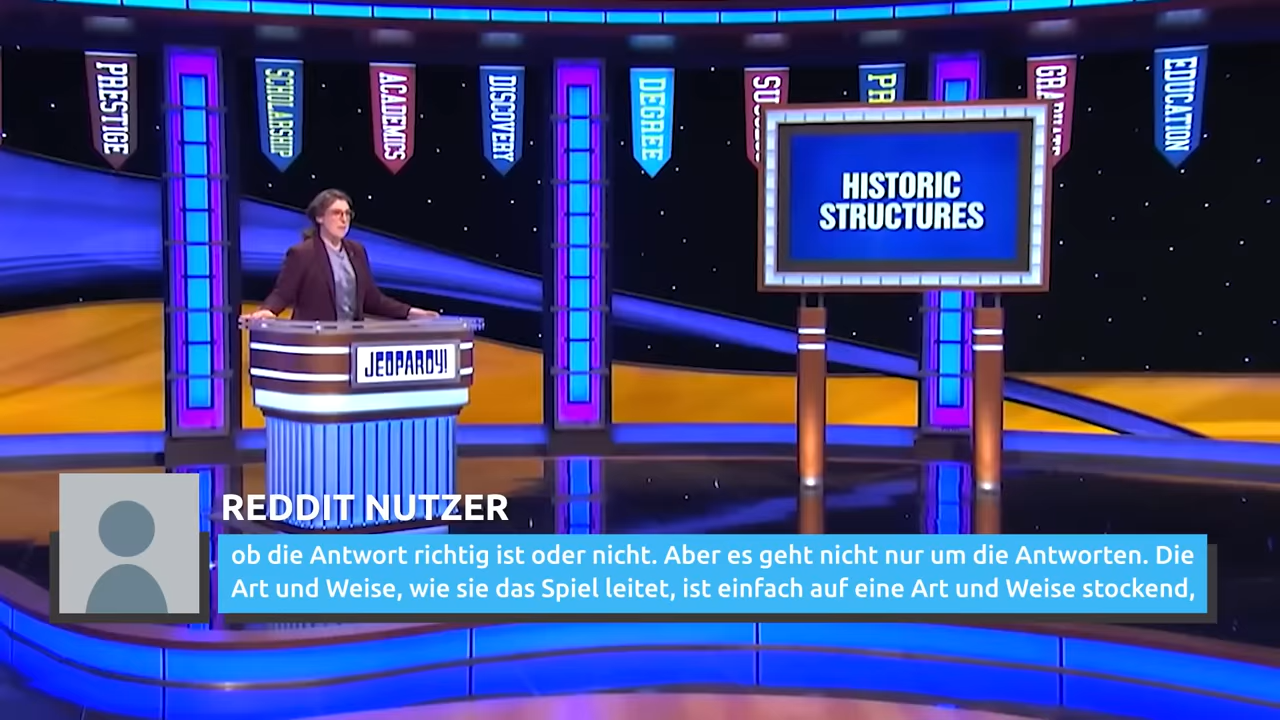 PRESTIGE
SCHOLARSHIP
ACADEMICS
DISCOVERY
DEGREE
EDUCATION
HISTORIC
STRUCTURES
JEOPARDY!
REDDIT NUTZER
ob die Antwort richtig ist oder nicht. Aber es geht nicht nur um die Antworten. Die
Art und Weise, wie sie das Spiel leitet, ist einfach auf eine Art und Weise stockend,